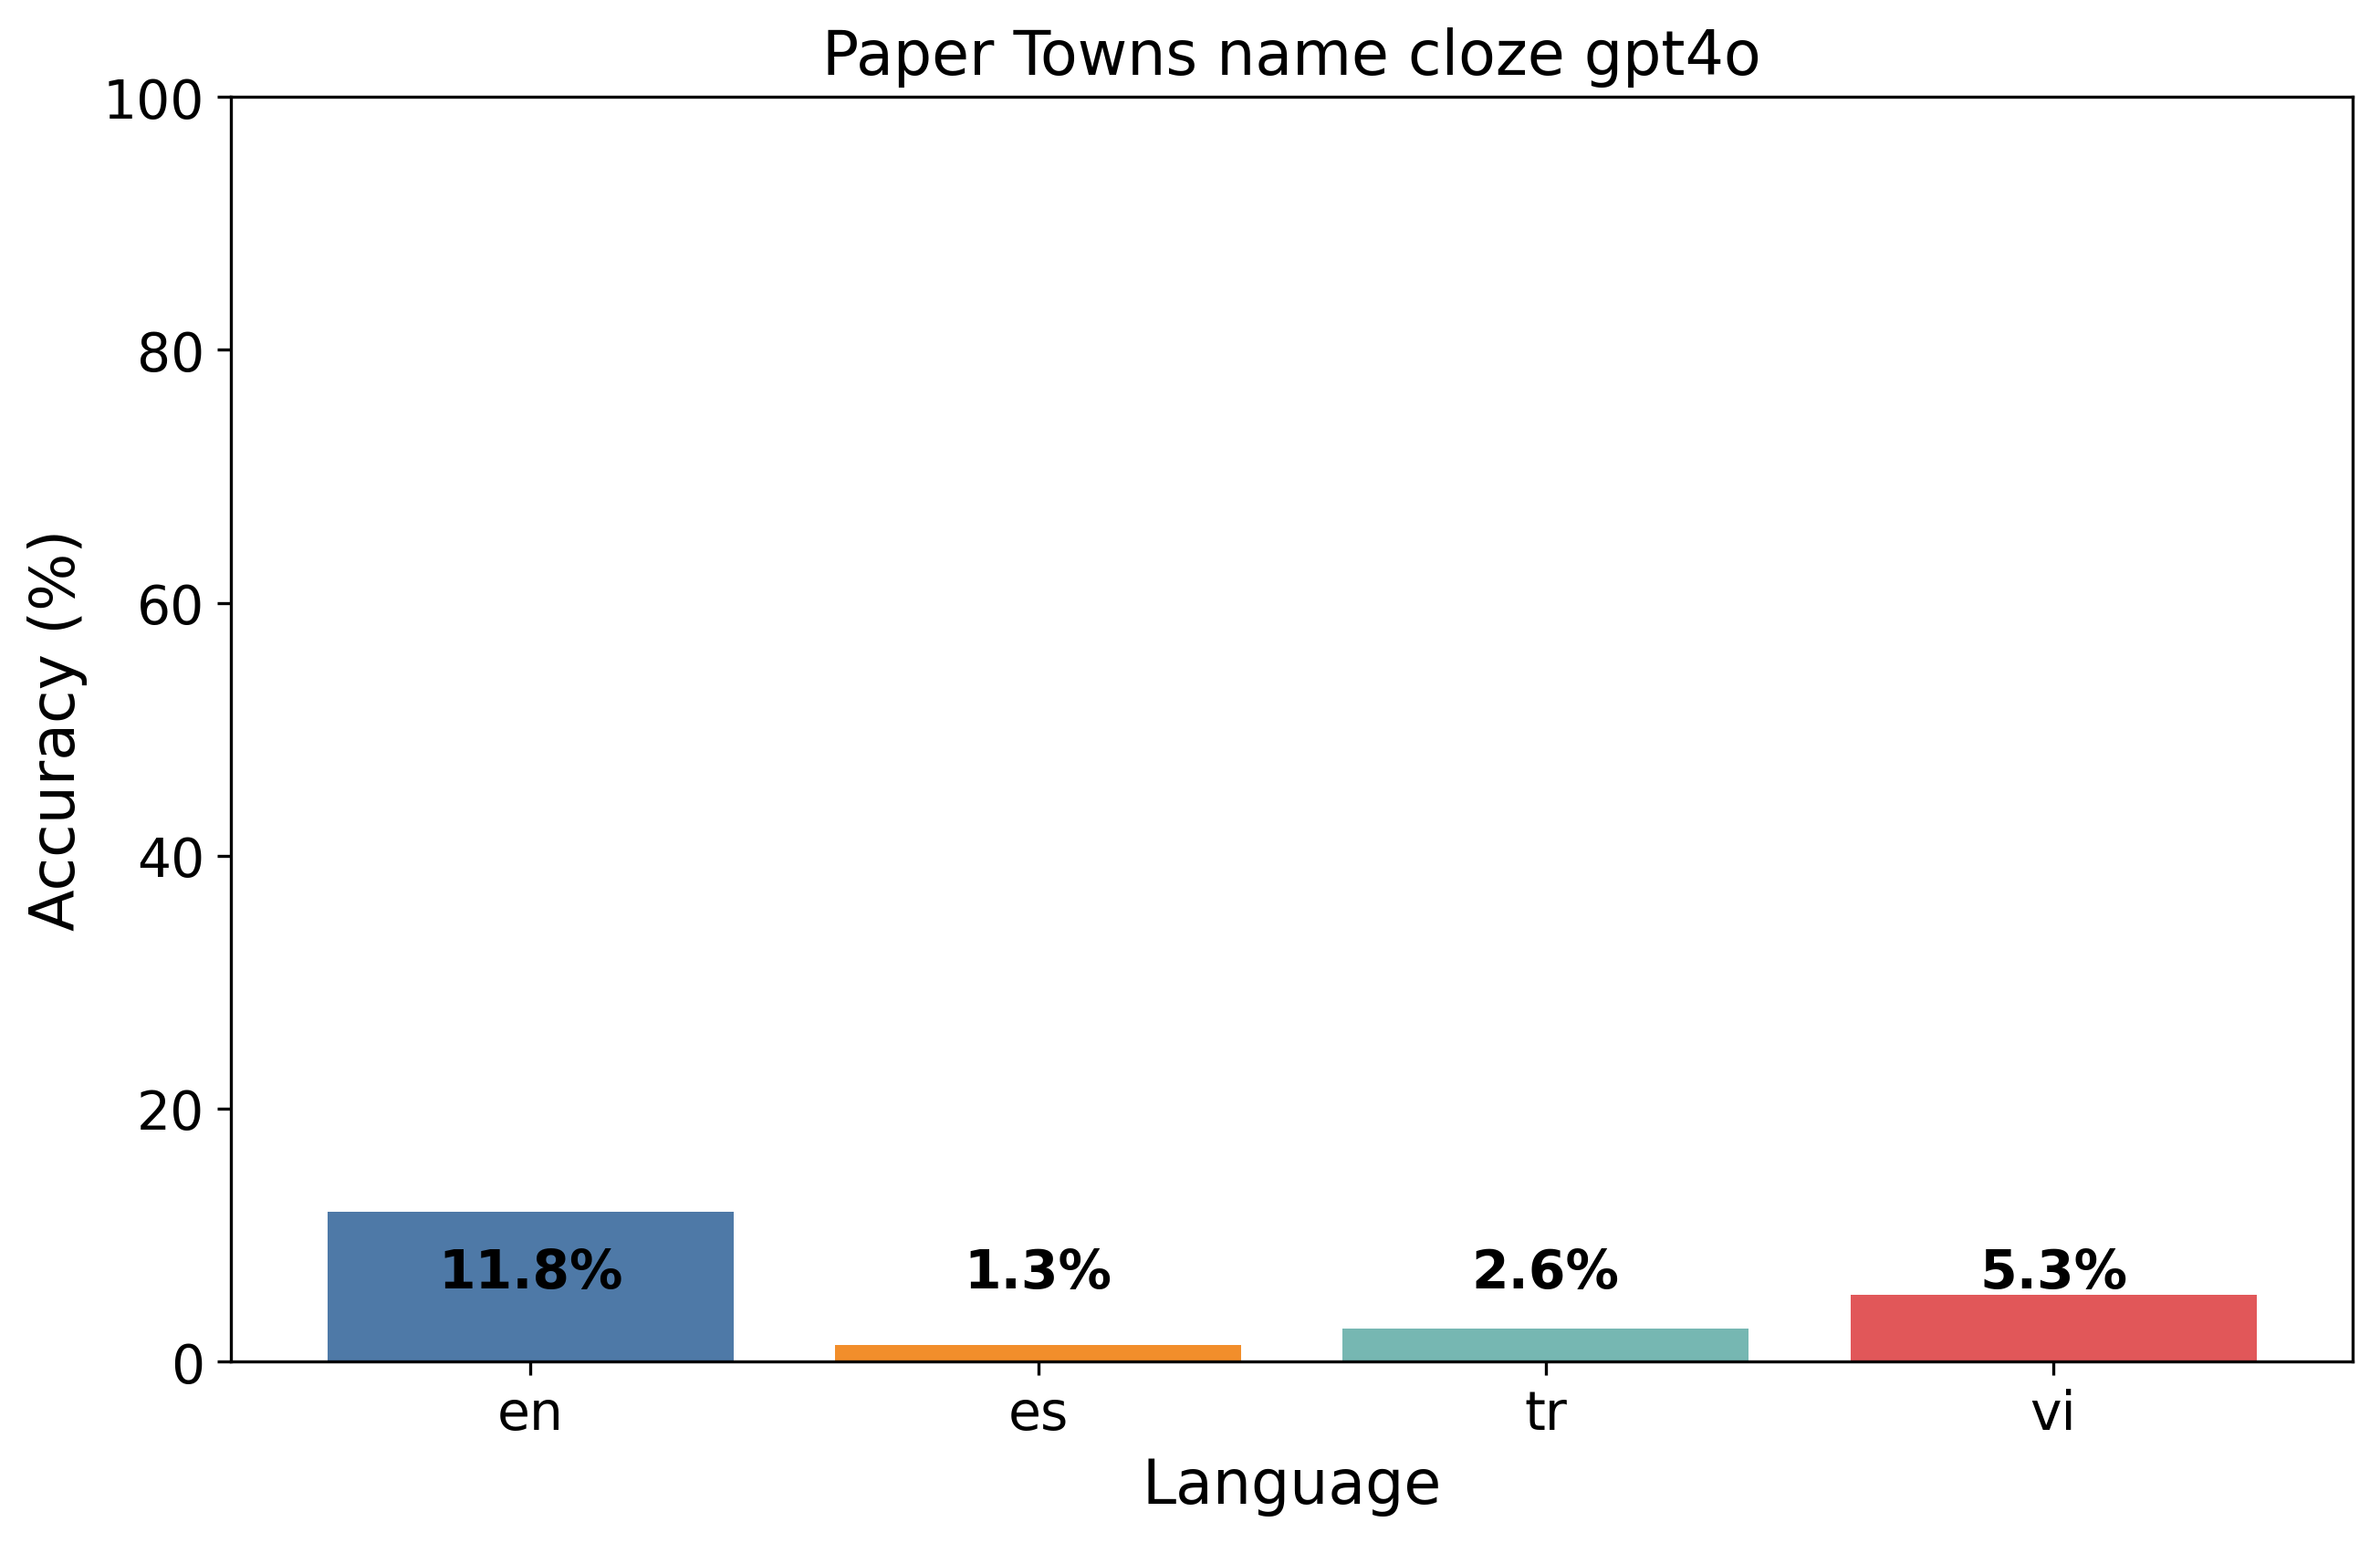 Paper Towns name cloze gpt4o
Accuracy (%)
100
80
60
40
20
0
11.8%
1.3%
2.6%
5.3%
en
es
tr
vi
Language